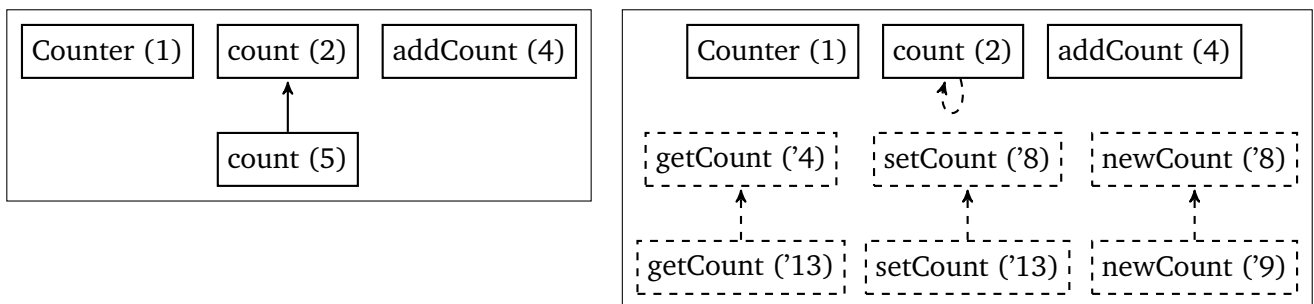 Counter (1) count (2) addCount (4)
count (5)
Counter (1) count (2) addCount (4)
getCount (’4) setCount (’8) newCount (’8)
getCount (’13) setCount (’13) newCount (’9)